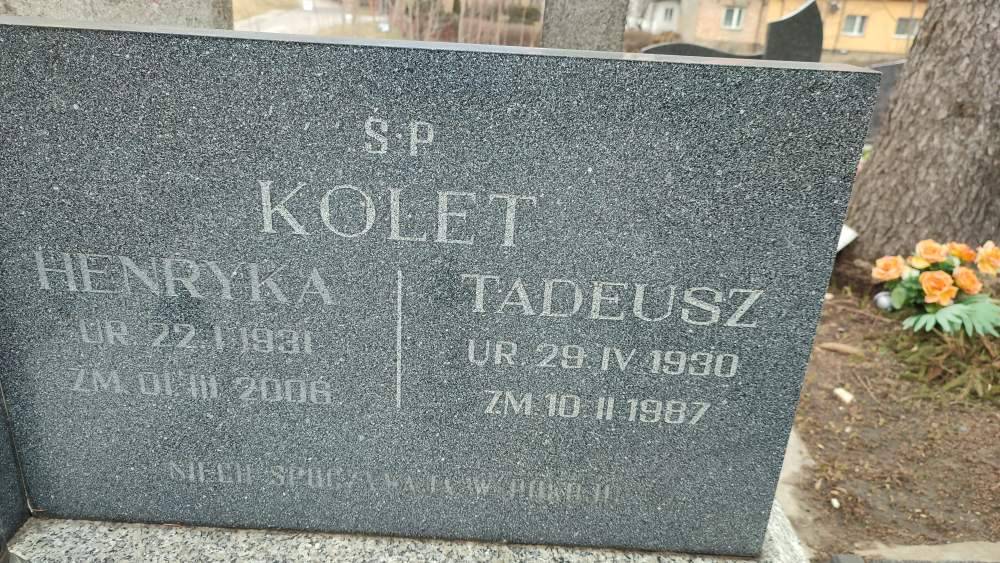 Ś·P
KOLET
HENRYKA
UR 22·I·1931
ZM. 01·III 2006
TADEUSZ
UR. 29. IV. 1930
ZM. 10·II 1987
NIECH SPOCZYWAJĄ W POKOJU